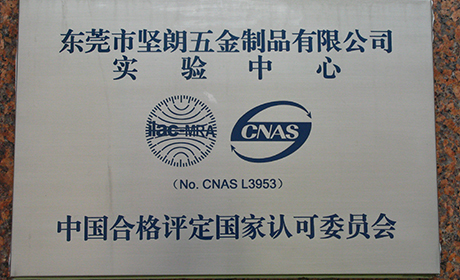 东莞市坚朗五金制品有限公司
实验中心
ilac-MRA CNAS
(No. CNAS L3953)
中国合格评定国家认可委员会